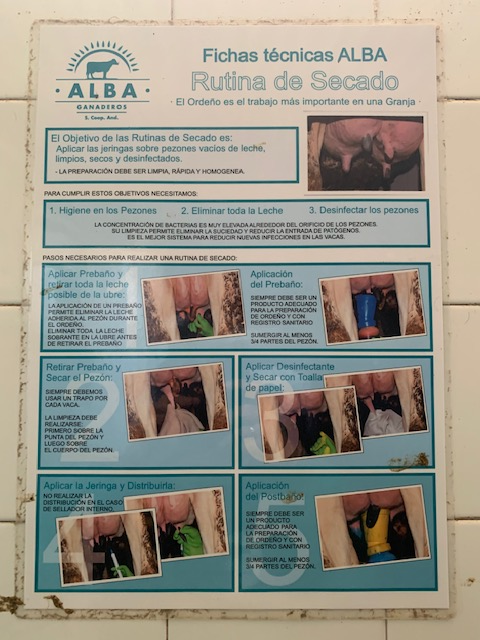 ALBA
GANADEROS
S. Coop. And.
Fichas técnicas ALBA
Rutina de Secado
· El Ordeño es el trabajo más importante en una Granja ·
El Objetivo de las Rutinas de Secado es:
Aplicar las jeringas sobre pezones vacíos de leche,
limpios, secos y desinfectados.
- LA PREPARACIÓN DEBE SER LIMPIA, RÁPIDA Y HOMOGENEA.
PARA CUMPLIR ESTOS OBJETIVOS NECESITAMOS:
1. Higiene en los Pezones 2. Eliminar toda la Leche 3. Desinfectar los pezones
LA CONCENTRACIÓN DE BACTERIAS ES MUY ELEVADA ALREDEDOR DEL ORIFICIO DE LOS PEZONES.
SU LIMPIEZA PERMITE ELIMINAR LA SUCIEDAD Y REDUCIR LA ENTRADA DE PATÓGENOS.
ES EL MEJOR SISTEMA PARA REDUCIR NUEVAS INFECCIONES EN LAS VACAS.
PASOS NECESARIOS PARA REALIZAR UNA RUTINA DE SECADO:
Aplicar Prebaño y
retirar toda la leche
posible de la ubre:
LA APLICACIÓN DE UN PREBAÑO
PERMITE ELIMINAR LA LECHE
ADHERIDA AL PEZÓN DURANTE
EL ORDEÑO.
ELIMINAR TODA LA LECHE
SOBRANTE EN LA UBRE ANTES
DE RETIRAR EL PREBAÑO.
Aplicación
del Prebaño:
SIEMPRE DEBE SER UN
PRODUCTO ADECUADO
PARA LA PREPARACIÓN
DE ORDEÑO Y CON
REGISTRO SANITARIO
SUMERGIR AL MENOS
3/4 PARTES DEL PEZÓN.
Retirar Prebaño y
Secar el Pezón:
SIEMPRE DEBEMOS
USAR UN TRAPO POR
CADA VACA.
LA LIMPIEZA DEBE
REALIZARSE:
PRIMERO SOBRE LA
PUNTA DEL PEZÓN Y
LUEGO SOBRE
EL CUERPO DEL PEZÓN.
2
Aplicar Desinfectante
y Secar con Toalla
de papel:
3
Aplicar la Jeringa y Distribuirla:
NO REALIZAR LA
DISTRIBUCIÓN EN EL CASO
DE SELLADOR INTERNO.
4
Aplicación
del Postbaño:
SIEMPRE DEBE SER
UN PRODUCTO
ADECUADO PARA
LA PREPARACIÓN
DE ORDEÑO Y CON
REGISTRO SANITARIO
SUMERGIR AL MENOS
3/4 PARTES DEL PEZÓN.